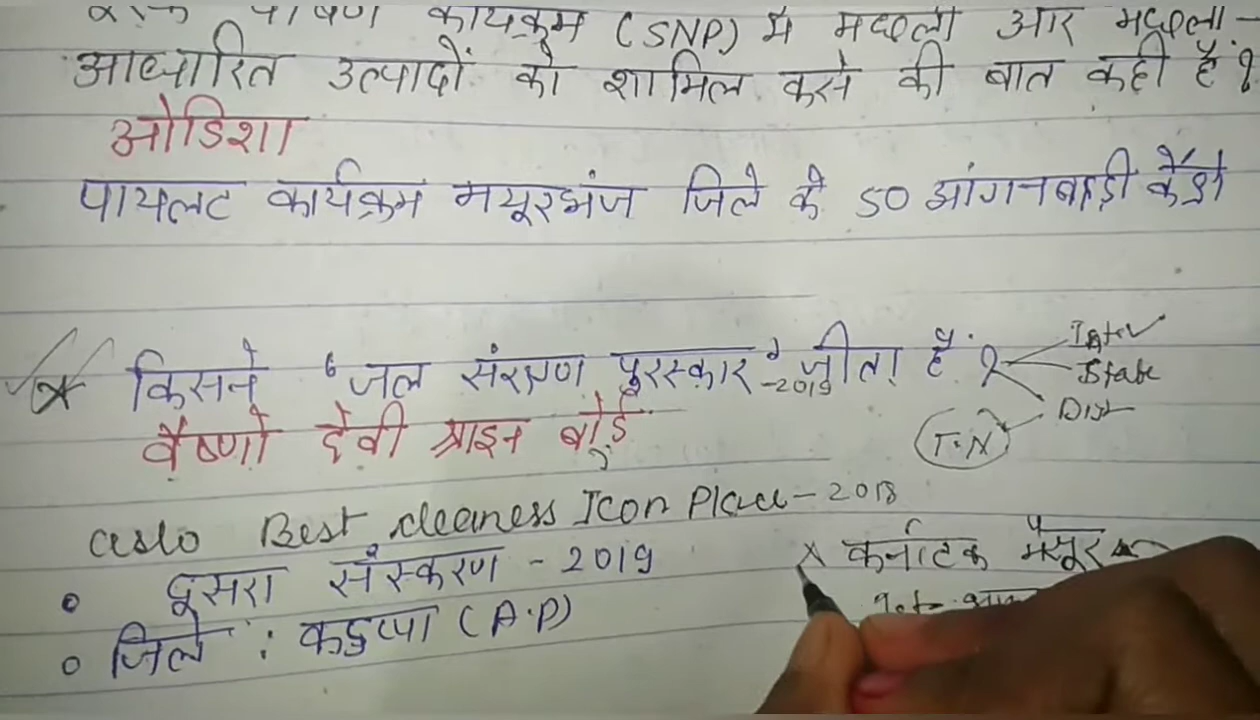 पोषण कार्यक्रम (SNP) में मछली और मछली-
आधारित उत्पादों को शामिल करने की बात कही है ?
ओडिशा
पायलट कार्यक्रम मयूरभंज जिले के 50 आंगनबाड़ी केंद्रों
Inter
State
Dist
* किसने 'जल संरक्षण पुरस्कार' -2019 जीता है ?
T.N
वैष्णो देवी श्राइन बोर्ड
also Best cleaness Icon Place - 2018
• दूसरा संस्करण - 2019
x कर्नाटक मैसूर
• जिले : कडप्पा (A.P)